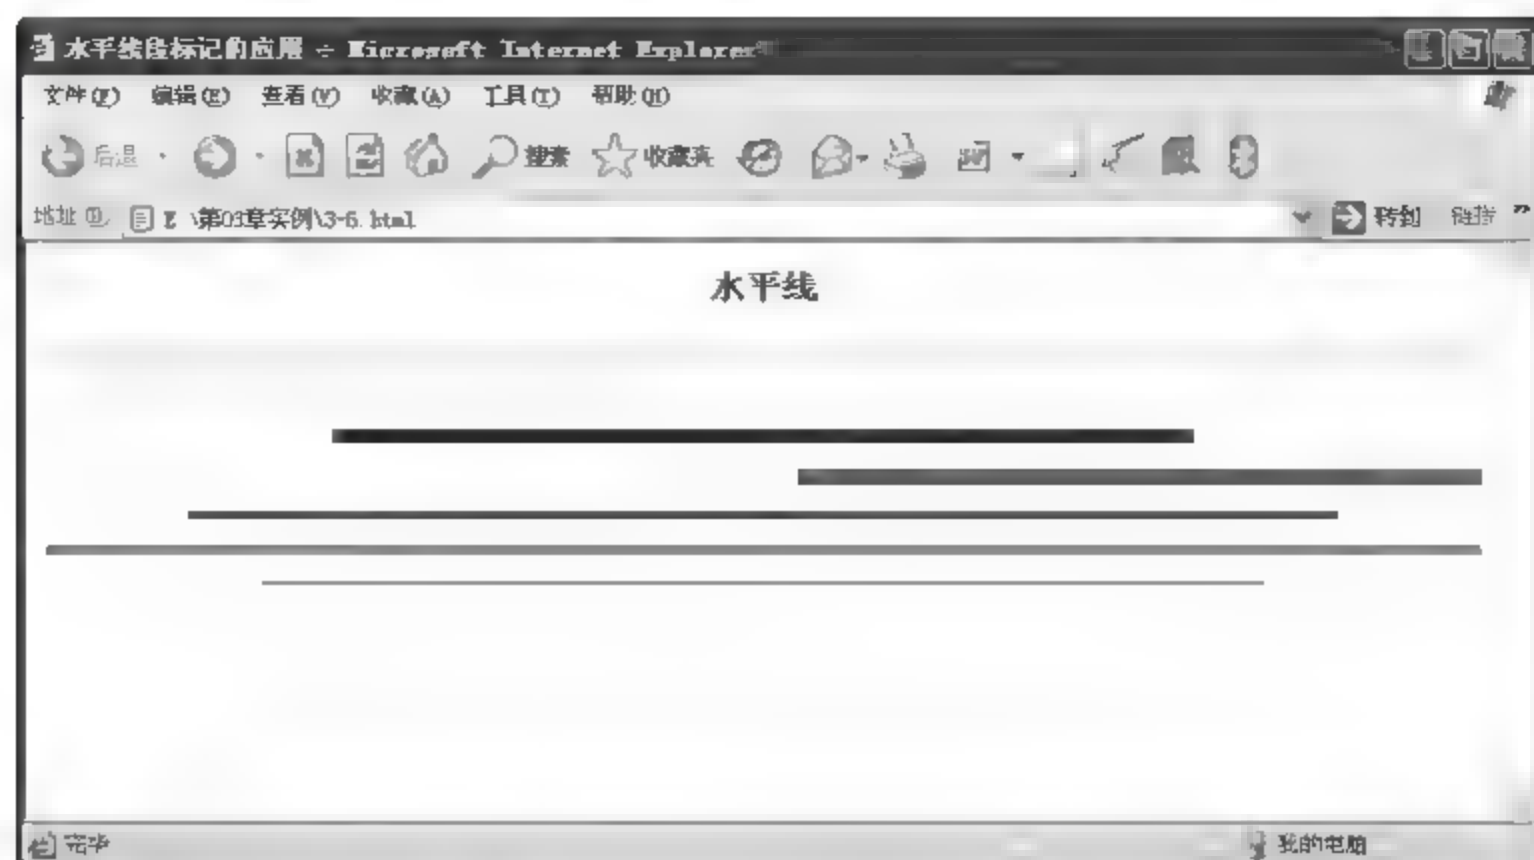 水平线段标记的应用 - Microsoft Internet Explorer
文件(F) 编辑(E) 查看(V) 收藏(A) 工具(T) 帮助(H)
后退 搜索 收藏夹
地址(D) E:\第03章实例\3-6.html 转到 链接 »
水平线
完毕 我的电脑